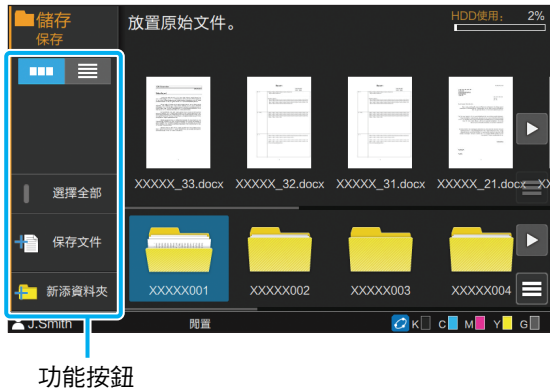 儲存
保存
放置原始文件。
HDD使用： 2%
XXXXX_33.docx
XXXXX_32.docx
XXXXX_31.docx
XXXXX_21.docx
XX
選擇全部
保存文件
新添資料夾
XXXXX001
XXXXX002
XXXXX003
XXXXX004
J.Smith
閒置
K C M Y G
功能按鈕